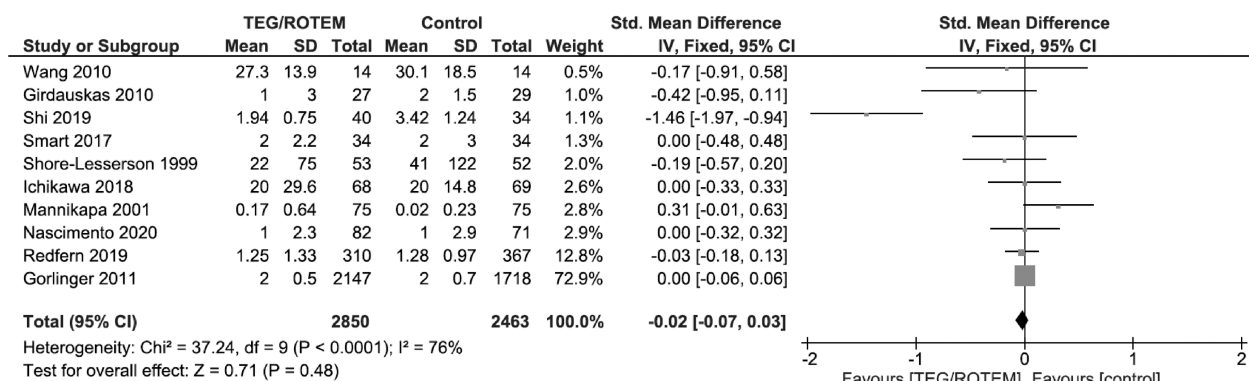 TEG/ROTEM Control Std. Mean Difference Std. Mean Difference
Study or Subgroup Mean SD Total Mean SD Total Weight IV, Fixed, 95% CI IV, Fixed, 95% CI
Wang 2010 27.3 13.9 14 30.1 18.5 14 0.5% -0.17 [-0.91, 0.58]
Girdauskas 2010 1 3 27 2 1.5 29 1.0% -0.42 [-0.95, 0.11]
Shi 2019 1.94 0.75 40 3.42 1.24 34 1.1% -1.46 [-1.97, -0.94]
Smart 2017 2 2.2 34 2 3 34 1.3% 0.00 [-0.48, 0.48]
Shore-Lesserson 1999 22 75 53 41 122 52 2.0% -0.19 [-0.57, 0.20]
Ichikawa 2018 20 29.6 68 20 14.8 69 2.6% 0.00 [-0.33, 0.33]
Mannikapa 2001 0.17 0.64 75 0.02 0.23 75 2.8% 0.31 [-0.01, 0.63]
Nascimento 2020 1 2.3 82 1 2.9 71 2.9% 0.00 [-0.32, 0.32]
Redfern 2019 1.25 1.33 310 1.28 0.97 367 12.8% -0.03 [-0.18, 0.13]
Gorlinger 2011 2 0.5 2147 2 0.7 1718 72.9% 0.00 [-0.06, 0.06]
Total (95% CI) 2850 2463 100.0% -0.02 [-0.07, 0.03]
Heterogeneity: Chi² = 37.24, df = 9 (P < 0.0001); I² = 76%
Test for overall effect: Z = 0.71 (P = 0.48)
-2 -1 0 1 2
Favours [TEG/ROTEM] Favours [control]